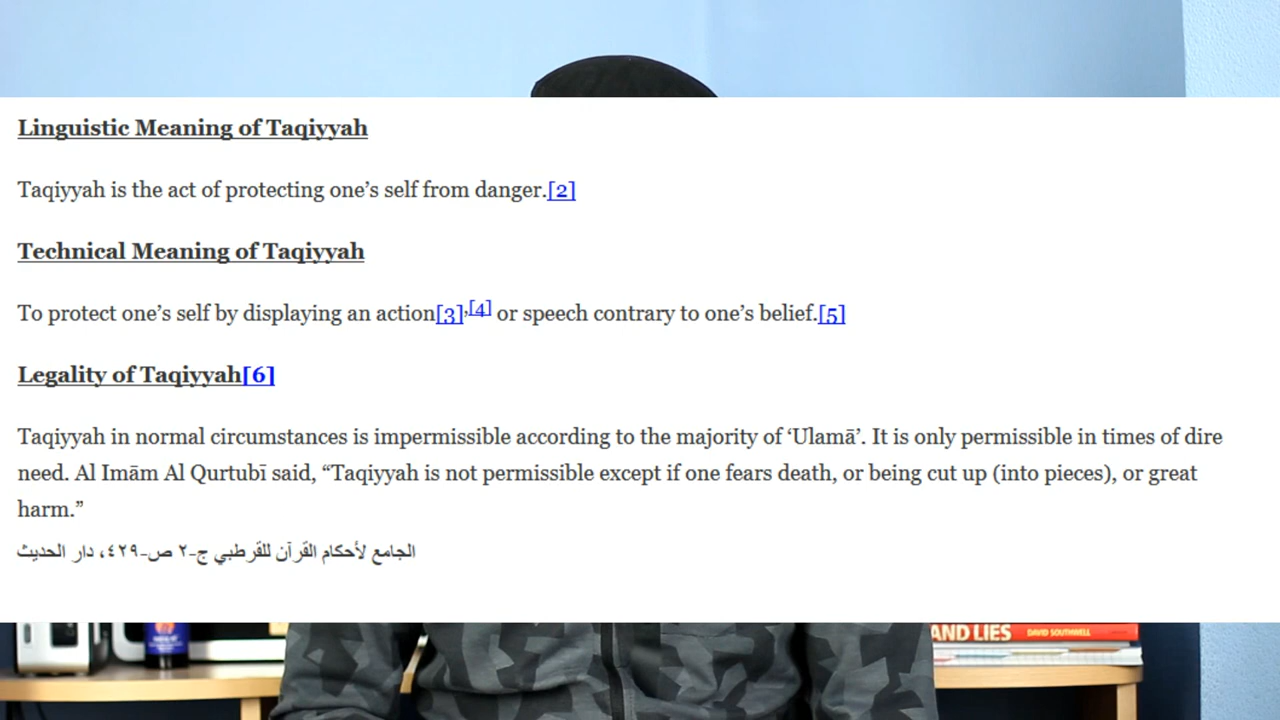 Linguistic Meaning of Taqiyyah
Taqiyyah is the act of protecting one’s self from danger.[2]
Technical Meaning of Taqiyyah
To protect one’s self by displaying an action[3],[4] or speech contrary to one’s belief.[5]
Legality of Taqiyyah[6]
Taqiyyah in normal circumstances is impermissible according to the majority of ‘Ulamā’. It is only permissible in times of dire
need. Al Imām Al Qurtubī said, “Taqiyyah is not permissible except if one fears death, or being cut up (into pieces), or great
harm.”
الجامع لأحكام القرآن للقرطبي ج-٢ ص-٤٢٩، دار الحديث
AND LIES DAVID SOUTHWELL